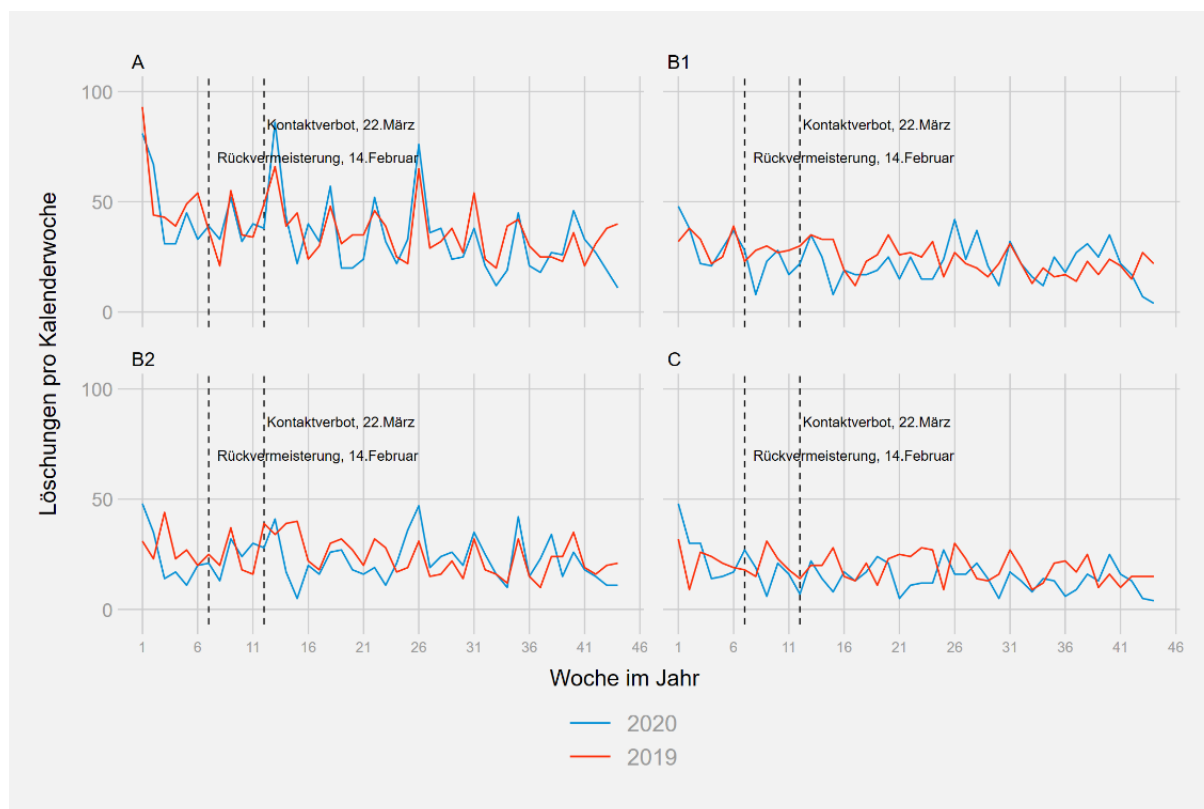 A
B1
100
50
0
Kontaktverbot, 22.März
Rückvermeisterung, 14.Februar
Kontaktverbot, 22.März
Rückvermeisterung, 14.Februar
Löschungen pro Kalenderwoche
B2
C
100
50
0
Kontaktverbot, 22.März
Rückvermeisterung, 14.Februar
Kontaktverbot, 22.März
Rückvermeisterung, 14.Februar
1 6 11 16 21 26 31 36 41 46
1 6 11 16 21 26 31 36 41 46
Woche im Jahr
2020
2019